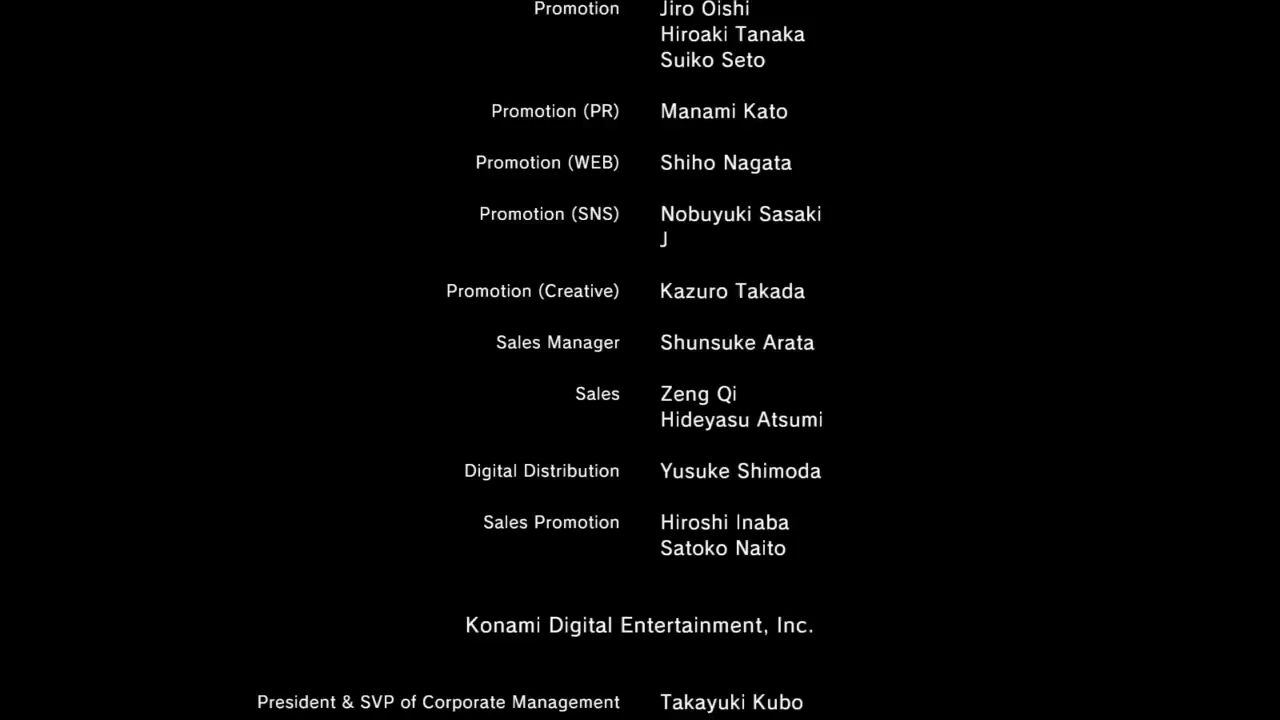 Promotion Jiro Oishi
Hiroaki Tanaka
Suiko Seto
Promotion (PR) Manami Kato
Promotion (WEB) Shiho Nagata
Promotion (SNS) Nobuyuki Sasaki
J
Promotion (Creative) Kazuro Takada
Sales Manager Shunsuke Arata
Sales Zeng Qi
Hideyasu Atsumi
Digital Distribution Yusuke Shimoda
Sales Promotion Hiroshi Inaba
Satoko Naito
Konami Digital Entertainment, Inc.
President & SVP of Corporate Management Takayuki Kubo